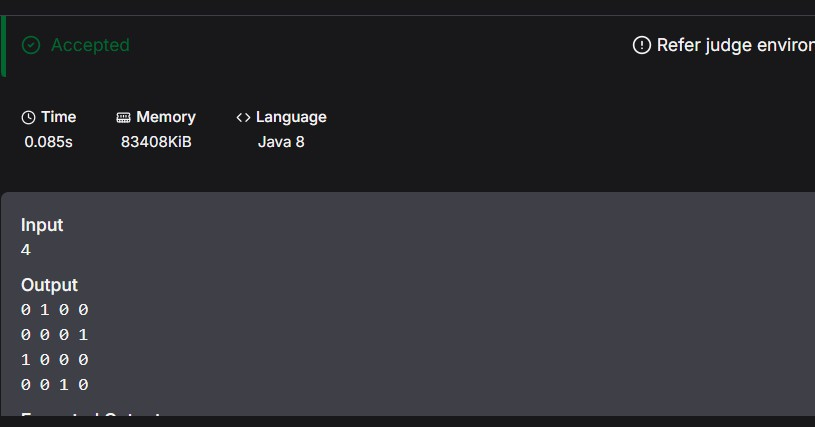 Accepted
Refer judge environ
Time Memory Language
0.085s 83408KiB Java 8
Input
4
Output
0 1 0 0
0 0 0 1
1 0 0 0
0 0 1 0